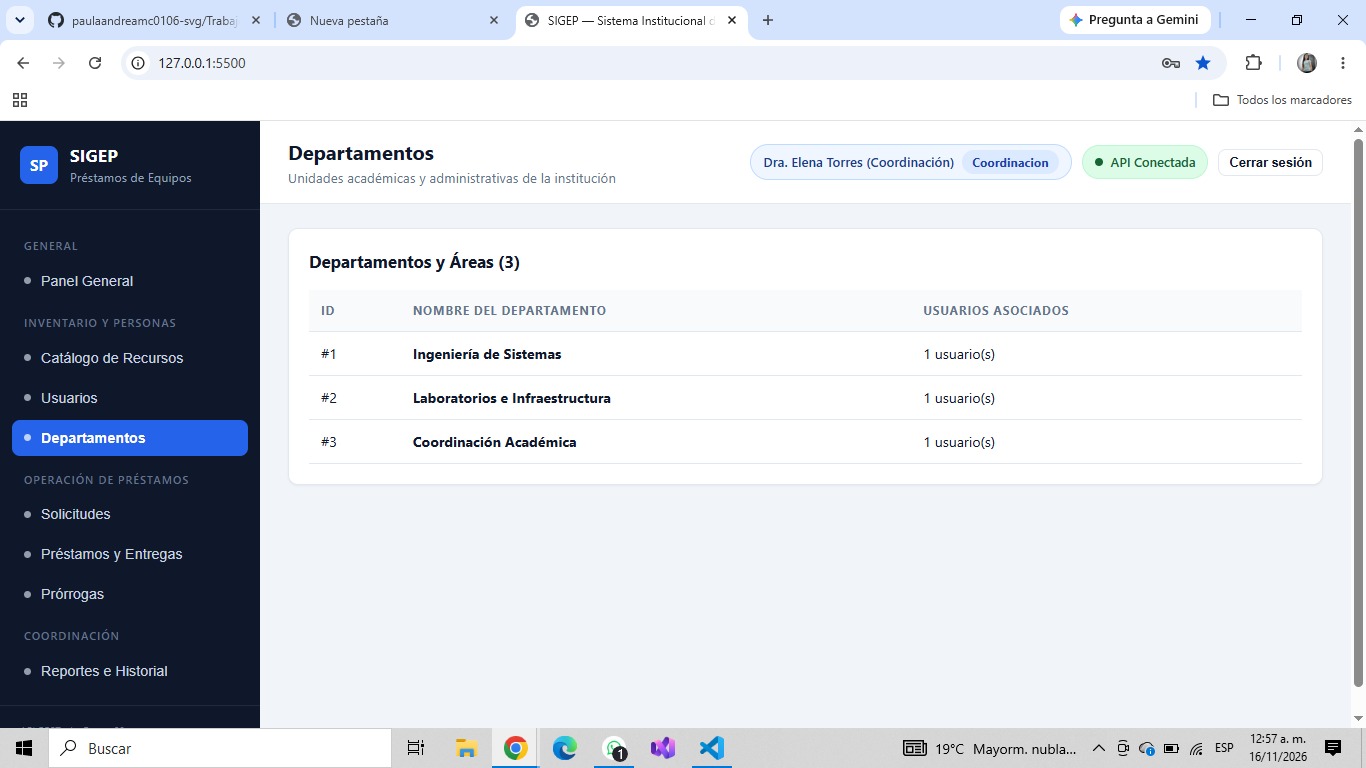 paulaandreamc0106-svg/Trabaj
Nueva pestaña
SIGEP — Sistema Institucional d
Pregunta a Gemini
127.0.0.1:5500
Todos los marcadores
SP
SIGEP
Préstamos de Equipos
GENERAL
Panel General
INVENTARIO Y PERSONAS
Catálogo de Recursos
Usuarios
Departamentos
OPERACIÓN DE PRÉSTAMOS
Solicitudes
Préstamos y Entregas
Prórrogas
COORDINACIÓN
Reportes e Historial
Departamentos
Unidades académicas y administrativas de la institución
Dra. Elena Torres (Coordinación) Coordinacion
API Conectada
Cerrar sesión
Departamentos y Áreas (3)
ID NOMBRE DEL DEPARTAMENTO USUARIOS ASOCIADOS
#1 Ingeniería de Sistemas 1 usuario(s)
#2 Laboratorios e Infraestructura 1 usuario(s)
#3 Coordinación Académica 1 usuario(s)
Buscar
1
19°C Mayorm. nubla...
ESP
12:57 a. m.
16/11/2026